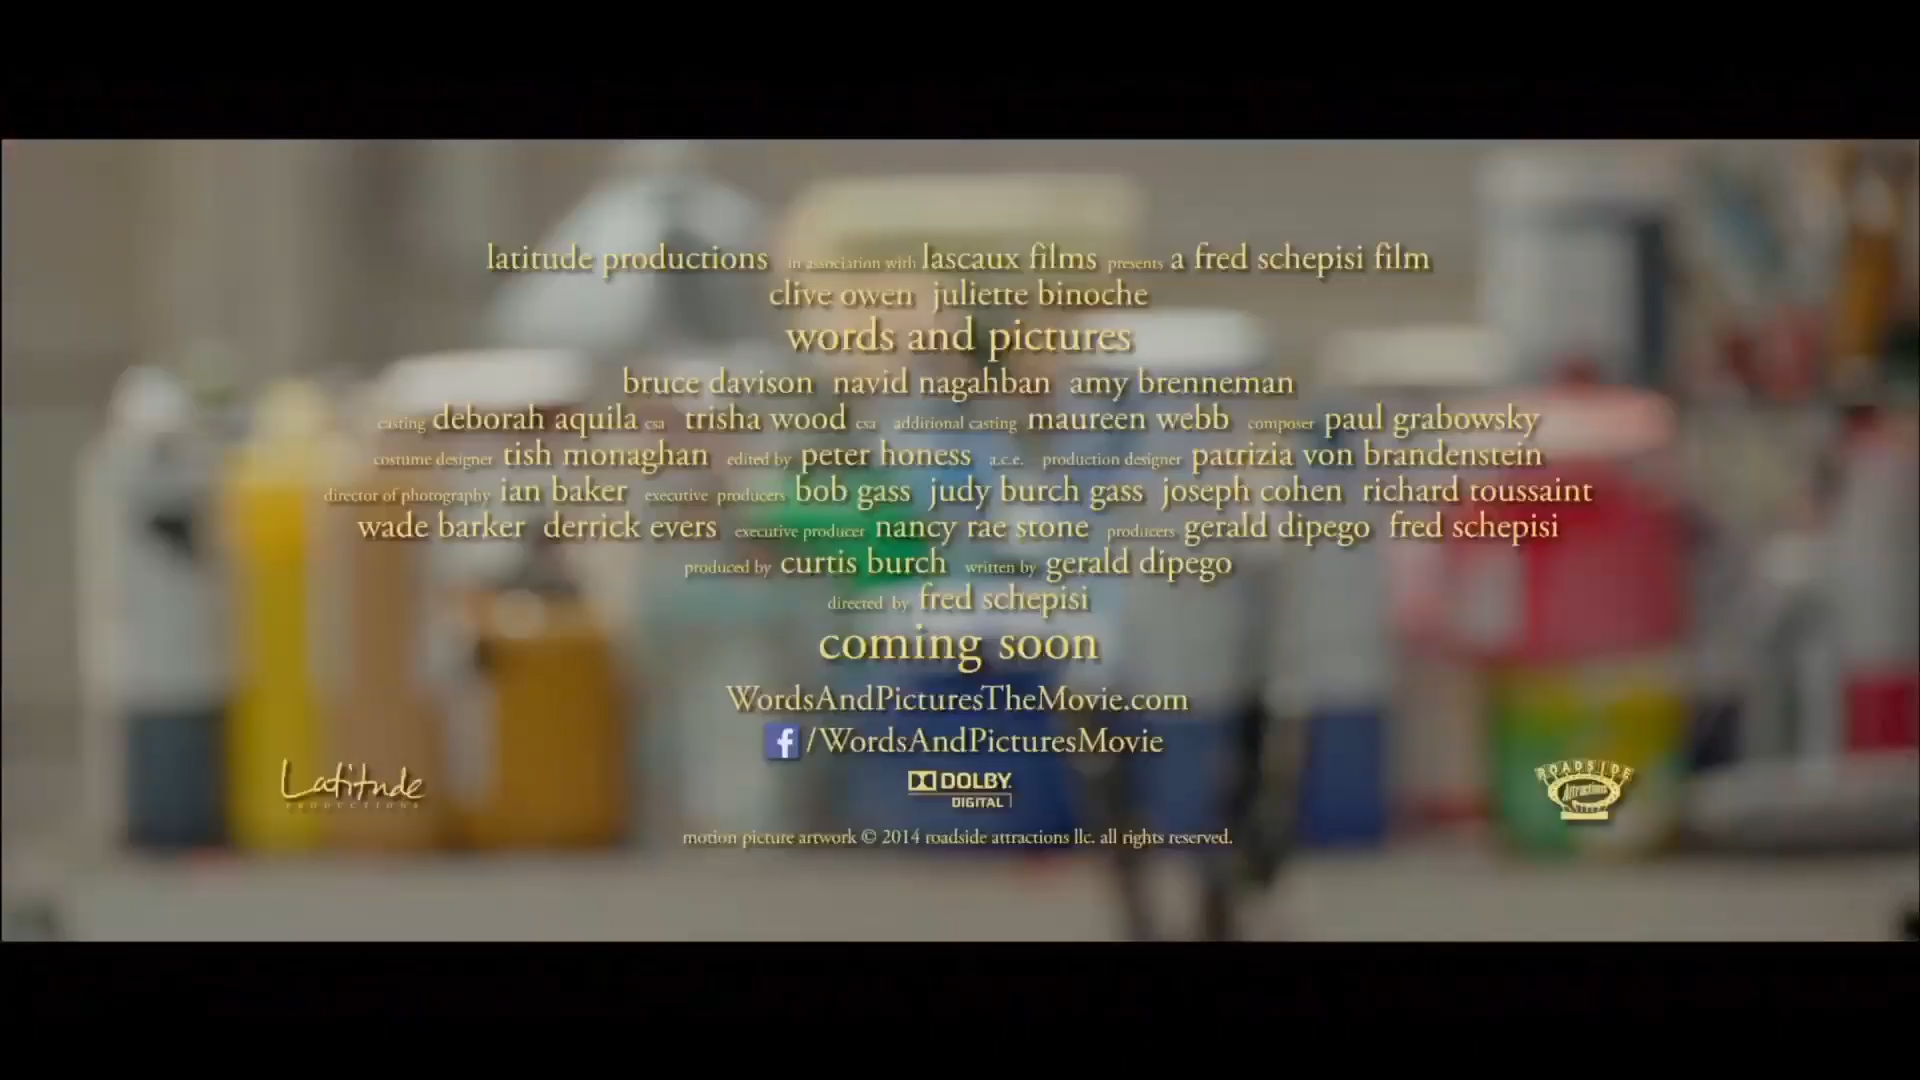 latitude productions in association with lascaux films presents a fred schepisi film
clive owen juliette binoche
words and pictures
bruce davison navid nagahban amy brenneman
casting deborah aquila csa trisha wood csa additional casting maureen webb composer paul grabowsky
costume designer tish monaghan edited by peter honess a.c.e. production designer patrizia von brandenstein
director of photography ian baker executive producers bob gass judy burch gass joseph cohen richard toussaint
wade barker derrick evers executive producer nancy rae stone producers gerald dipego fred schepisi
produced by curtis burch written by gerald dipego
directed by fred schepisi
coming soon
WordsAndPicturesTheMovie.com
f /WordsAndPicturesMovie
Latitude
PRODUCTIONS
DOLBY
DIGITAL
ROADSIDE
Attractions
motion picture artwork © 2014 roadside attractions llc. all rights reserved.